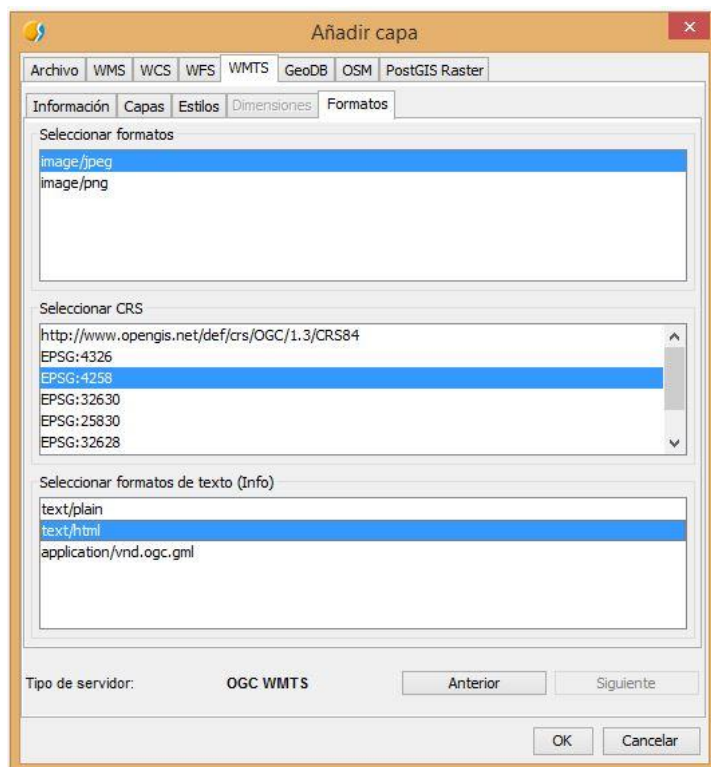 Añadir capa
Archivo WMS WCS WFS WMTS GeoDB OSM PostGIS Raster
Información Capas Estilos Dimensiones Formatos
Seleccionar formatos
image/jpeg
image/png
Seleccionar CRS
http://www.opengis.net/def/crs/OGC/1.3/CRS84
EPSG:4326
EPSG:4258
EPSG:32630
EPSG:25830
EPSG:32628
Seleccionar formatos de texto (Info)
text/plain
text/html
application/vnd.ogc.gml
Tipo de servidor: OGC WMTS Anterior Siguiente
OK Cancelar